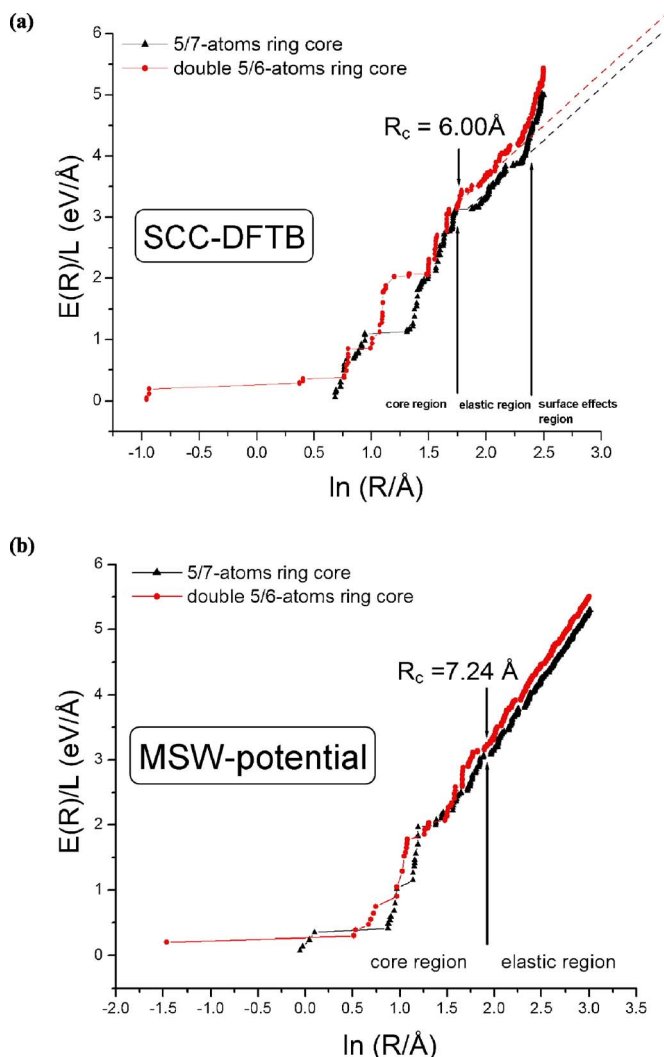 (a)
5/7-atoms ring core
double 5/6-atoms ring core
R_c = 6.00Å
SCC-DFTB
E(R)/L (eV/Å)
5
4
3
2
1
0
core region
elastic region
surface effects
region
-1.0 -0.5 0.0 0.5 1.0 1.5 2.0 2.5 3.0
ln (R/Å)
(b)
6
5/7-atoms ring core
double 5/6-atoms ring core
R_c =7.24 Å
MSW-potential
E(R)/L (eV/Å)
5
4
3
2
1
0
core region
elastic region
-2.0 -1.5 -1.0 -0.5 0.0 0.5 1.0 1.5 2.0 2.5 3.0 3.5
ln (R/Å)